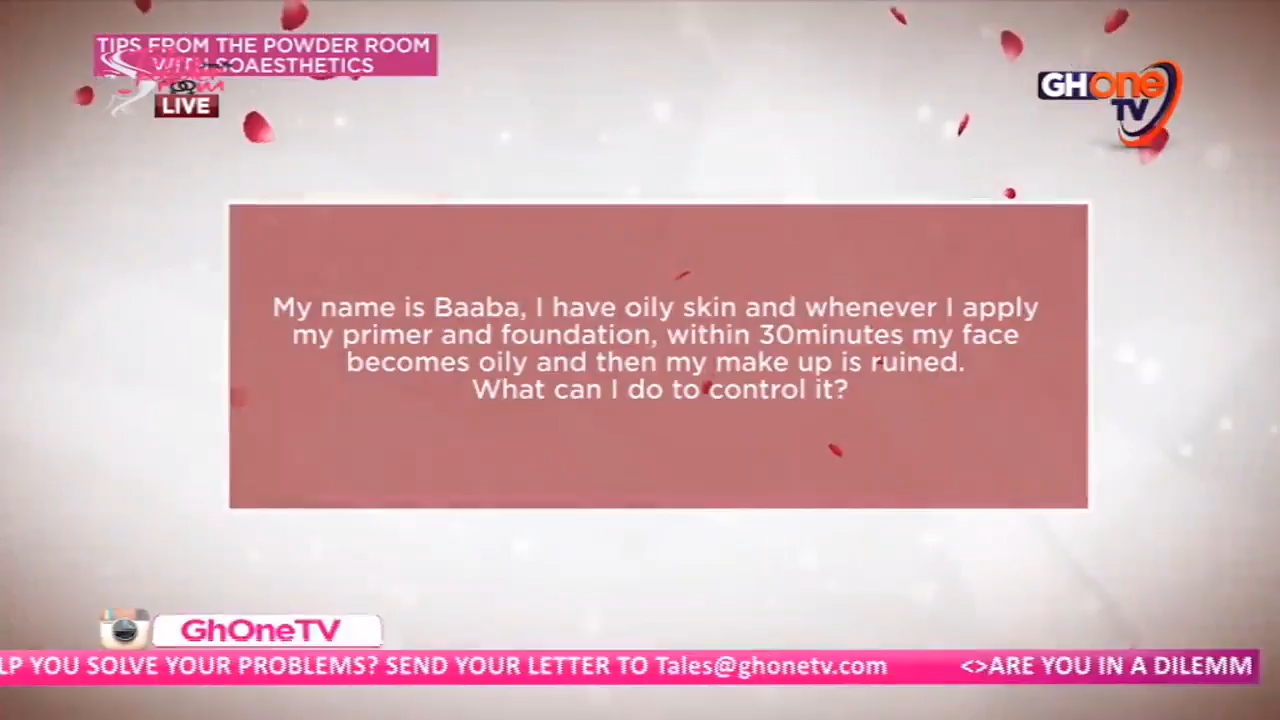 TIPS FROM THE POWDER ROOM
WITH SOAESTHETICS
LIVE
GHOne
TV
My name is Baaba, I have oily skin and whenever I apply
my primer and foundation, within 30minutes my face
becomes oily and then my make up is ruined.
What can I do to control it?
GhOneTV
LP YOU SOLVE YOUR PROBLEMS? SEND YOUR LETTER TO Tales@ghonetv.com <>ARE YOU IN A DILEMM